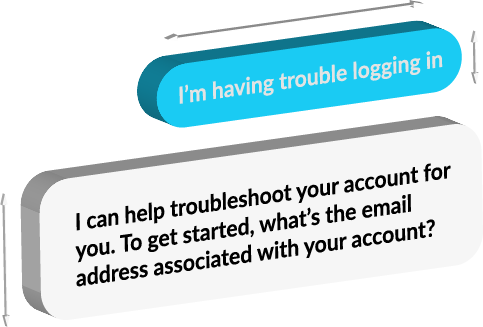 I’m having trouble logging in
I can help troubleshoot your account for
you. To get started, what’s the email
address associated with your account?